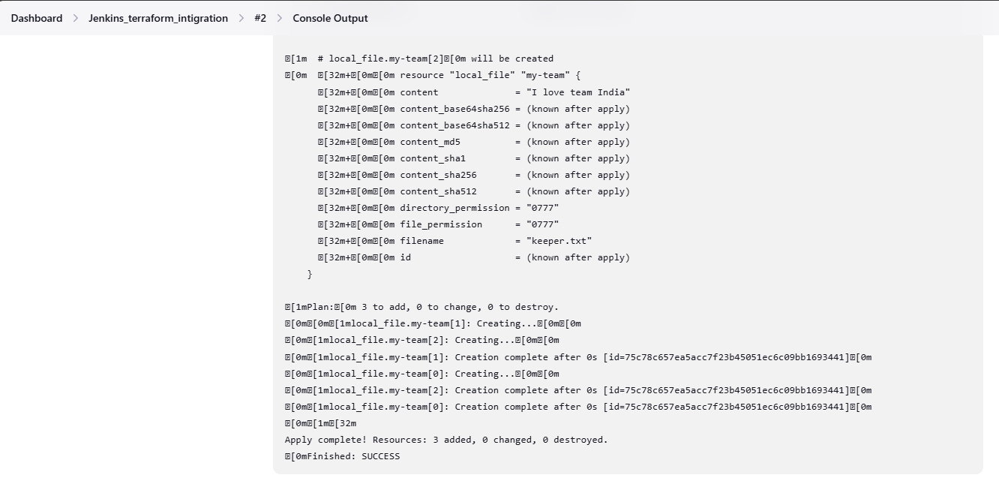 Dashboard > Jenkins_terraform_intigration > #2 > Console Output
␛[1m  # local_file.my-team[2]␛[0m will be created
␛[0m  ␛[32m+␛[0m␛[0m resource "local_file" "my-team" {
      ␛[32m+␛[0m␛[0m content              = "I love team India"
      ␛[32m+␛[0m␛[0m content_base64sha256 = (known after apply)
      ␛[32m+␛[0m␛[0m content_base64sha512 = (known after apply)
      ␛[32m+␛[0m␛[0m content_md5          = (known after apply)
      ␛[32m+␛[0m␛[0m content_sha1         = (known after apply)
      ␛[32m+␛[0m␛[0m content_sha256       = (known after apply)
      ␛[32m+␛[0m␛[0m content_sha512       = (known after apply)
      ␛[32m+␛[0m␛[0m directory_permission = "0777"
      ␛[32m+␛[0m␛[0m file_permission      = "0777"
      ␛[32m+␛[0m␛[0m filename             = "keeper.txt"
      ␛[32m+␛[0m␛[0m id                   = (known after apply)
    }
␛[1mPlan:␛[0m 3 to add, 0 to change, 0 to destroy.
␛[0m␛[0m␛[1mlocal_file.my-team[1]: Creating...␛[0m␛[0m
␛[0m␛[1mlocal_file.my-team[2]: Creating...␛[0m␛[0m
␛[0m␛[1mlocal_file.my-team[1]: Creation complete after 0s [id=75c78c657ea5acc7f23b45051ec6c09bb1693441]␛[0m
␛[0m␛[1mlocal_file.my-team[0]: Creating...␛[0m␛[0m
␛[0m␛[1mlocal_file.my-team[2]: Creation complete after 0s [id=75c78c657ea5acc7f23b45051ec6c09bb1693441]␛[0m
␛[0m␛[1mlocal_file.my-team[0]: Creation complete after 0s [id=75c78c657ea5acc7f23b45051ec6c09bb1693441]␛[0m
␛[0m␛[1m␛[32m
Apply complete! Resources: 3 added, 0 changed, 0 destroyed.
␛[0mFinished: SUCCESS